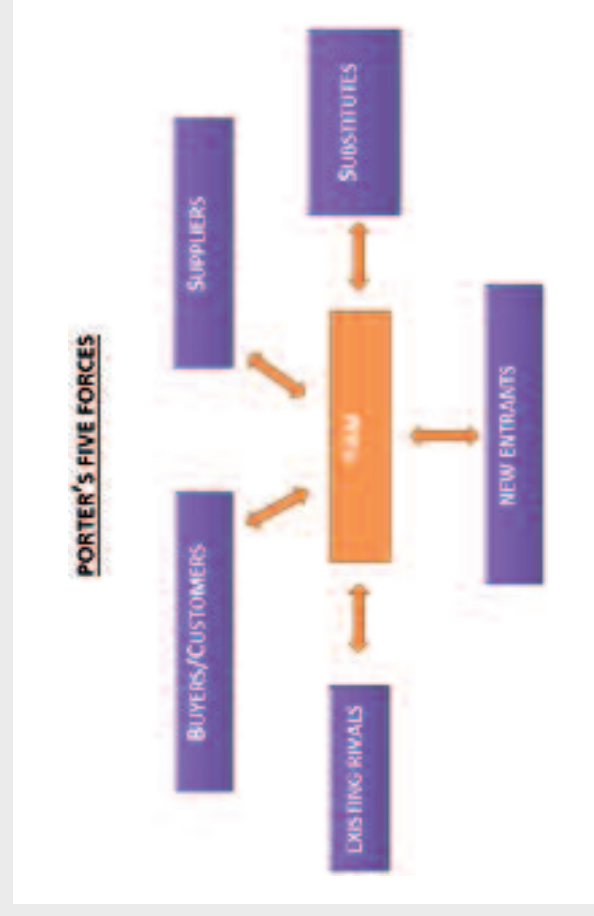 PORTER'S FIVE FORCES
BUYERS/CUSTOMERS
SUPPLIERS
EXISTING RIVALS
SUBSTITUTES
NEW ENTRANTS